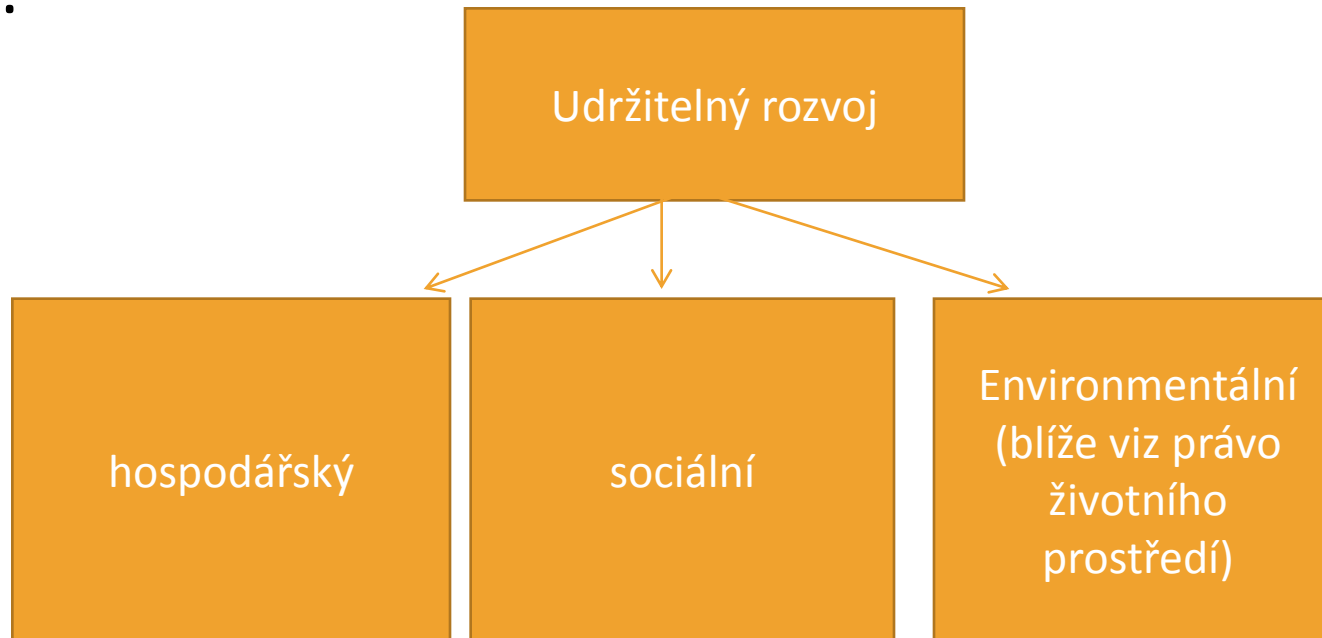 Udržitelný rozvoj
hospodářský
sociální
Environmentální
(blíže viz právo
životního
prostředí)